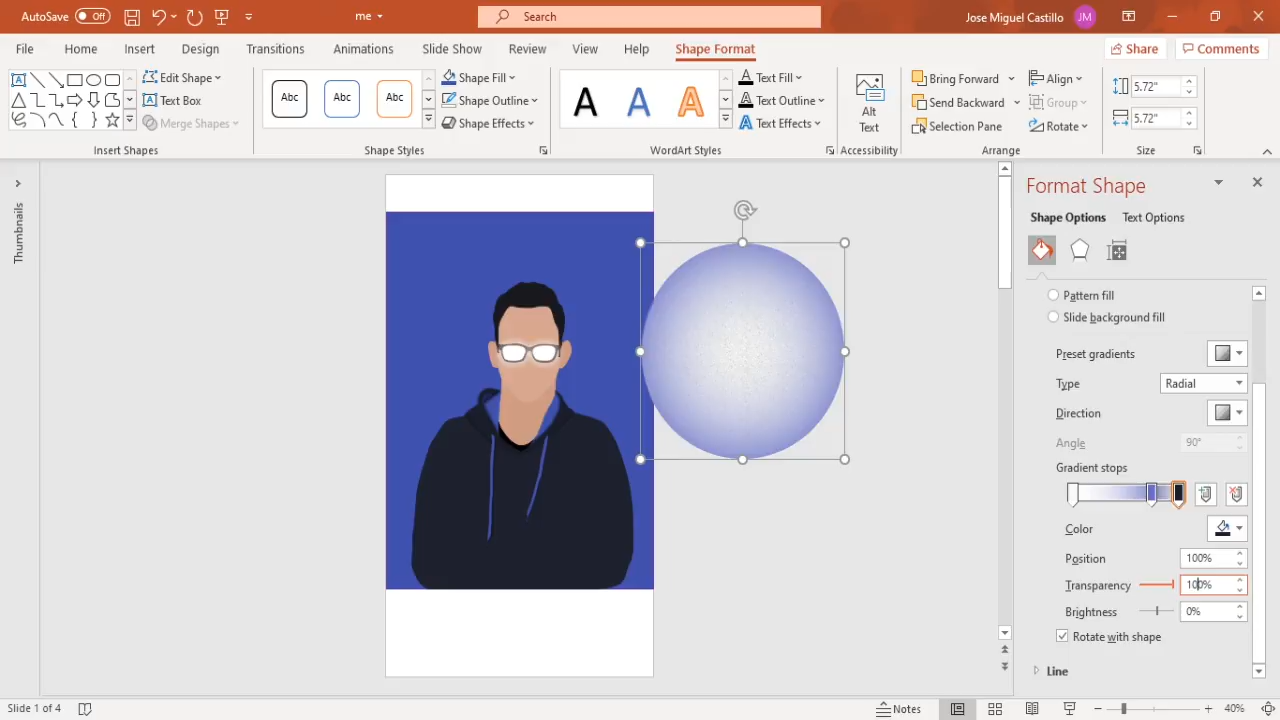 AutoSave Off me Search Jose Miguel Castillo JM
File Home Insert Design Transitions Animations Slide Show Review View Help Shape Format Share Comments
Edit Shape
Text Box
Merge Shapes
Insert Shapes
Abc Abc Abc
Shape Fill
Shape Outline
Shape Effects
Shape Styles
A A A
Text Fill
Text Outline
Text Effects
WordArt Styles
Alt
Text
Accessibility
Bring Forward
Send Backward
Selection Pane
Align
Group
Rotate
Arrange
5.72"
5.72"
Size
Thumbnails
Format Shape
Shape Options Text Options
Pattern fill
Slide background fill
Preset gradients
Type Radial
Direction
Angle 90°
Gradient stops
Color
Position 100%
Transparency 100%
Brightness 0%
Rotate with shape
Line
Slide 1 of 4 Notes 40%